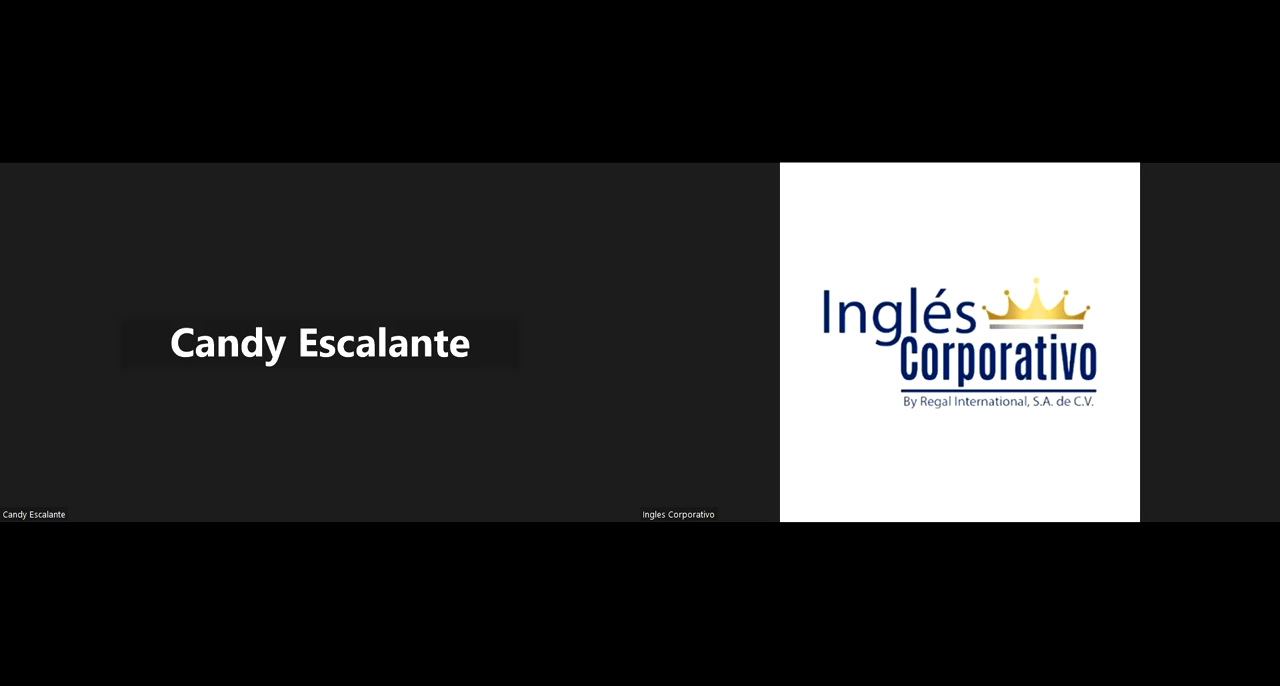 Candy Escalante
Inglés
Corporativo
By Regal International, S.A. de C.V.
Candy Escalante
Ingles Corporativo